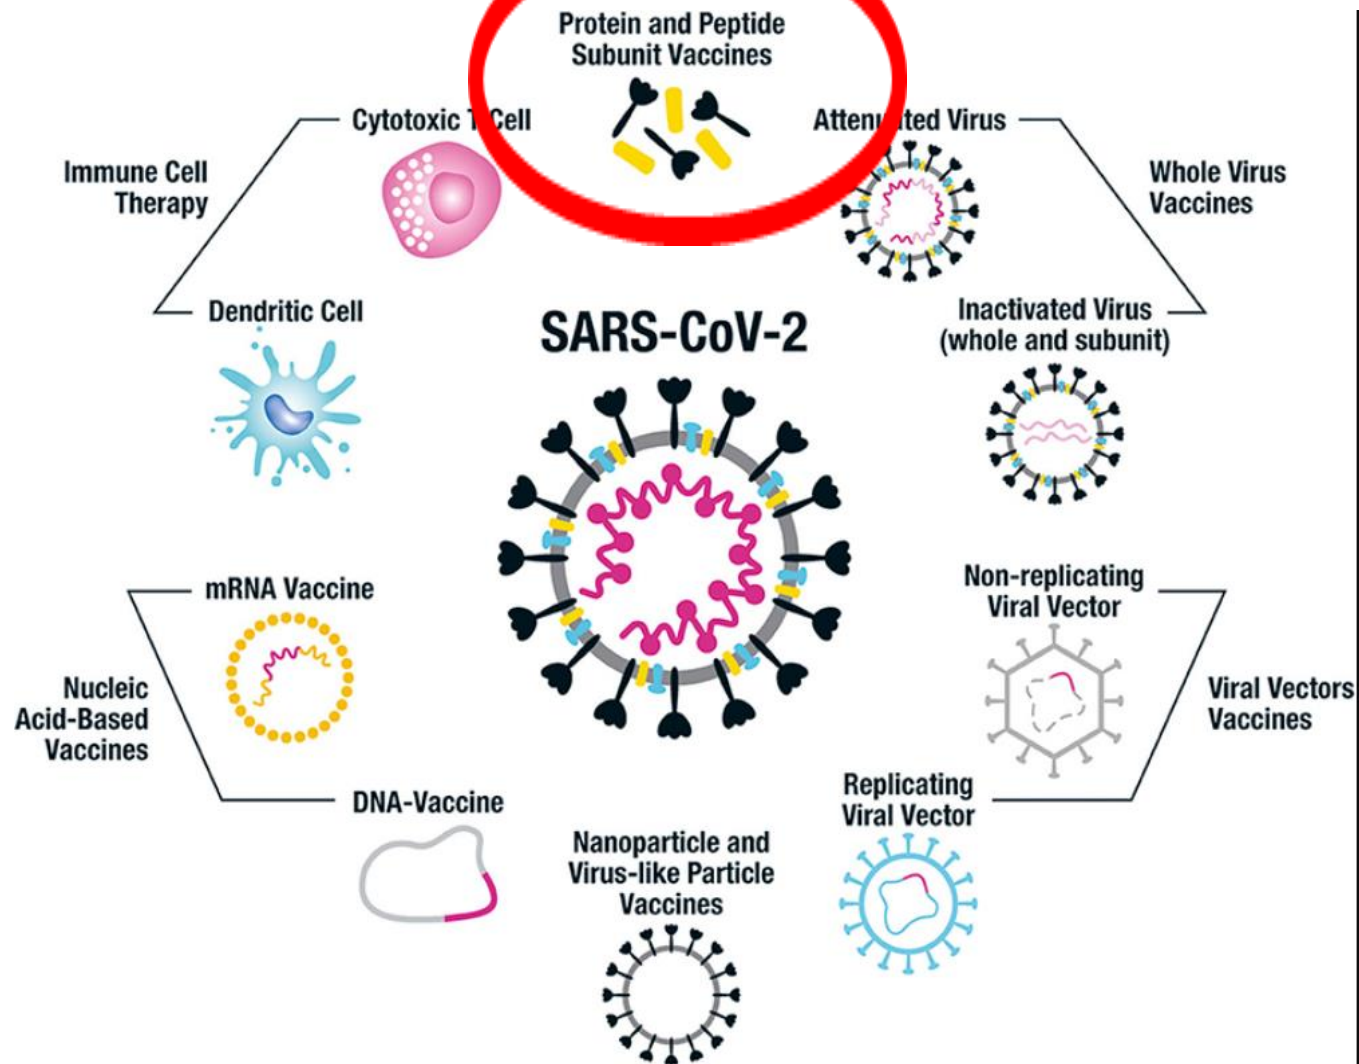 Protein and Peptide
Subunit Vaccines
Cytotoxic T Cell
Attenuated Virus
Immune Cell
Therapy
Whole Virus
Vaccines
Dendritic Cell
Inactivated Virus
(whole and subunit)
SARS-CoV-2
mRNA Vaccine
Non-replicating
Viral Vector
Nucleic
Acid-Based
Vaccines
Viral Vectors
Vaccines
DNA-Vaccine
Replicating
Viral Vector
Nanoparticle and
Virus-like Particle
Vaccines